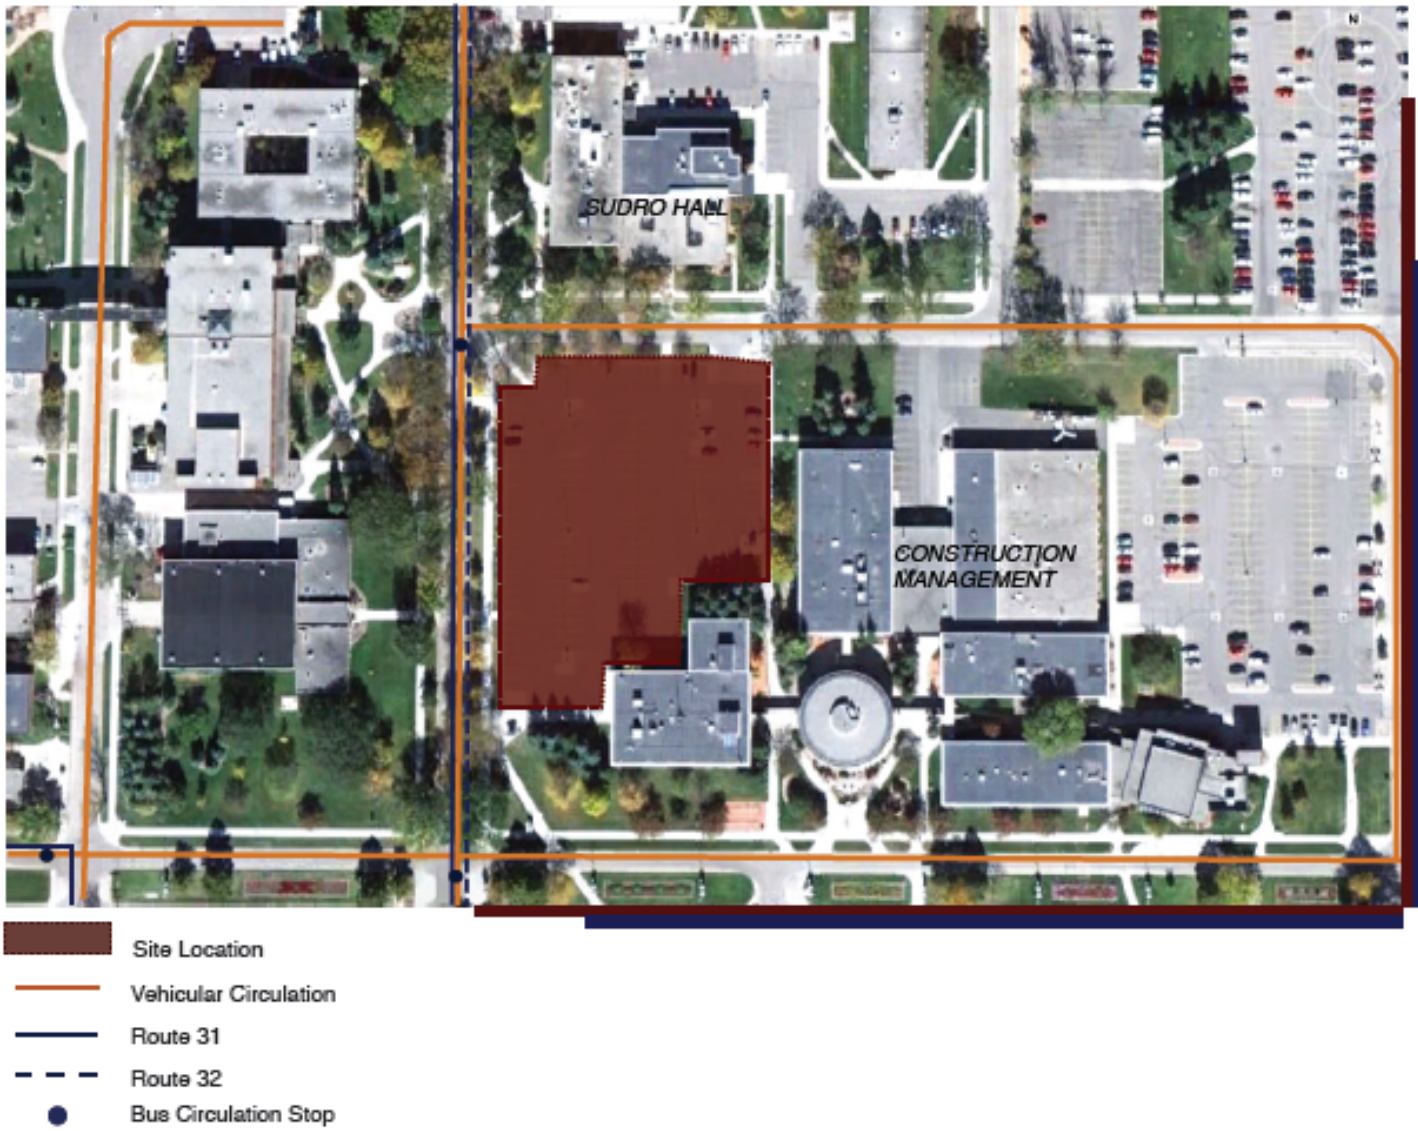 N
SUDRO HALL
CONSTRUCTION
MANAGEMENT
Site Location
Vehicular Circulation
Route 31
Route 32
Bus Circulation Stop